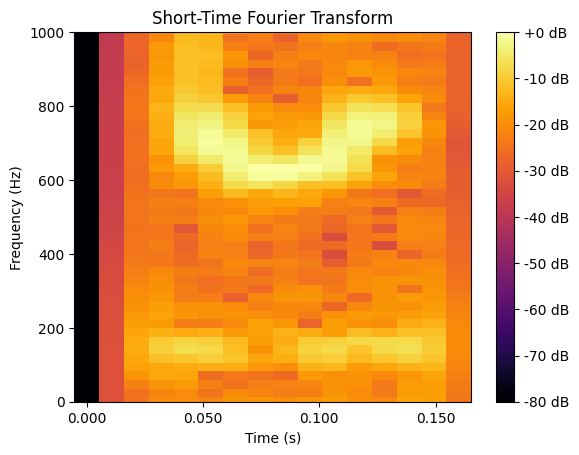 Short-Time Fourier Transform
1000
800
600
400
200
0
Frequency (Hz)
0.000
0.050
0.100
0.150
Time (s)
+0 dB
-10 dB
-20 dB
-30 dB
-40 dB
-50 dB
-60 dB
-70 dB
-80 dB